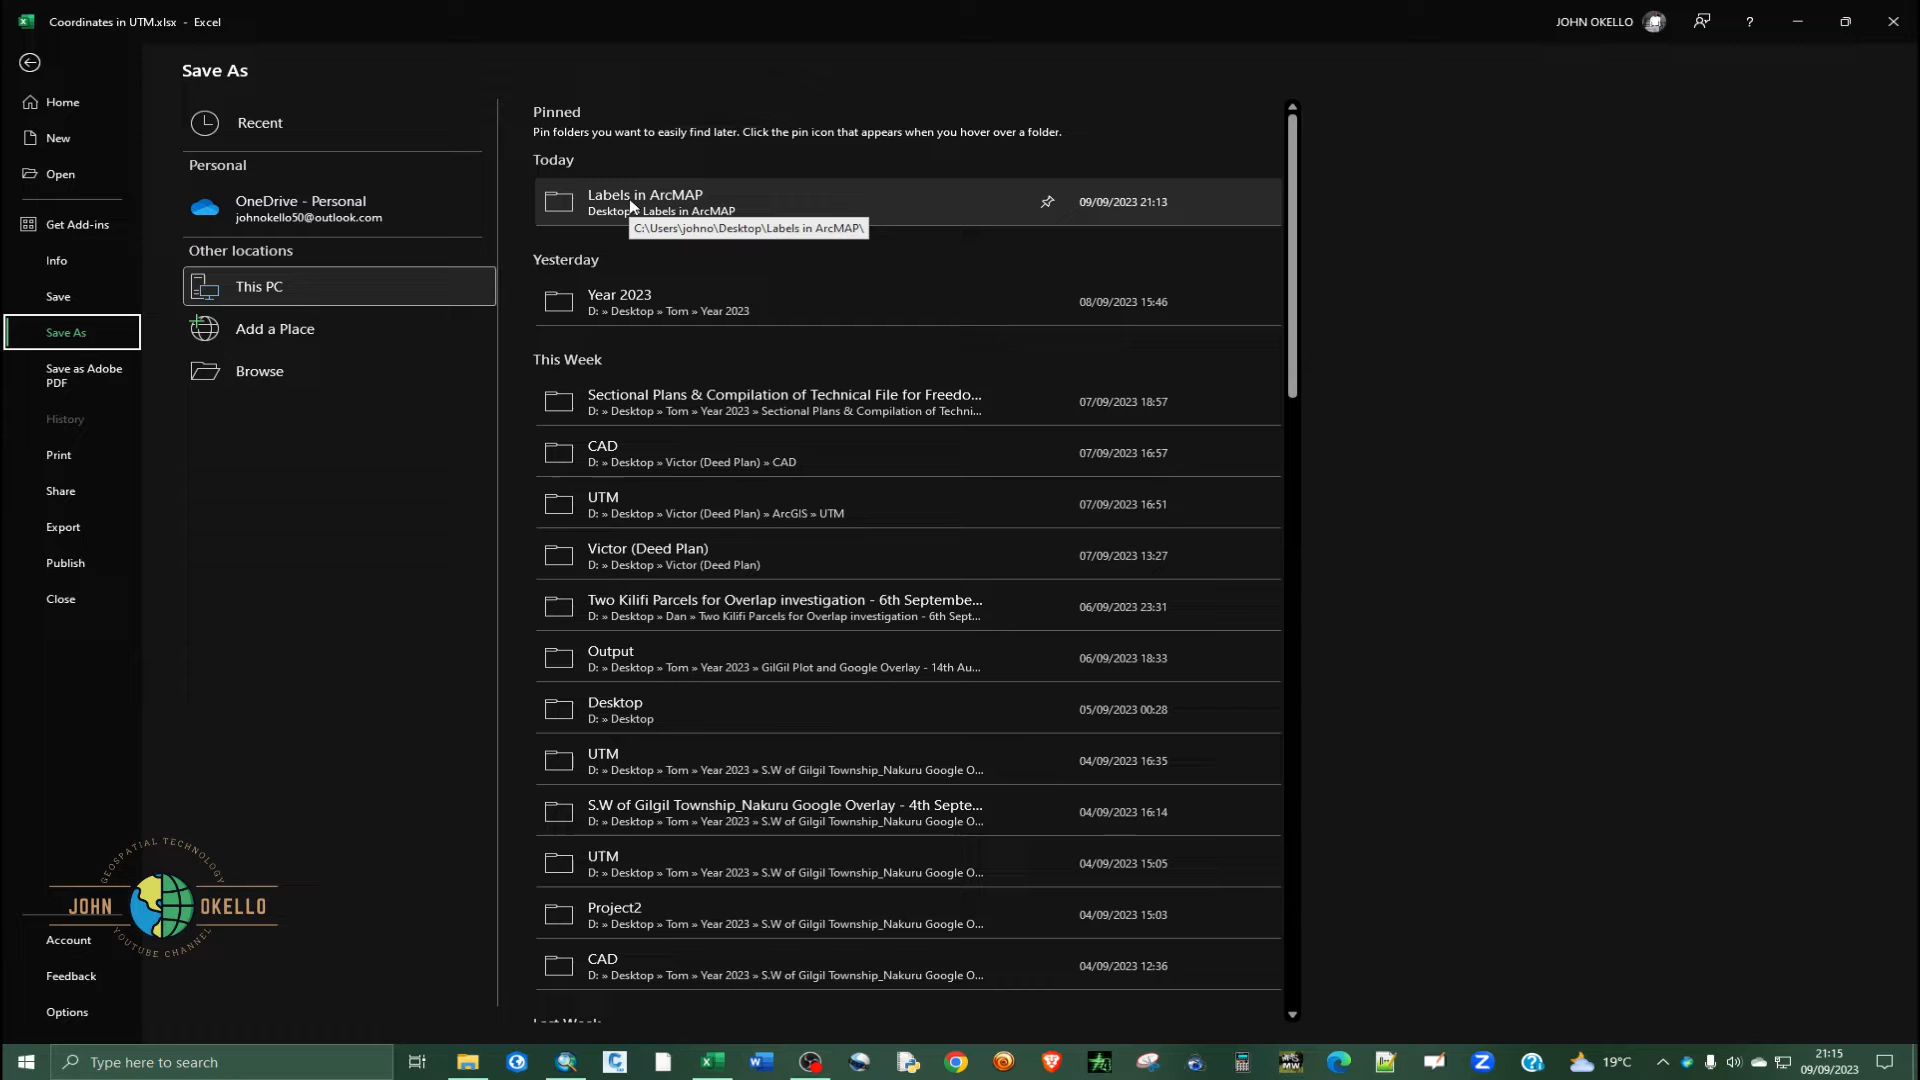 Coordinates in UTM.xlsx - Excel
JOHN OKELLO
?
Save As
Home
New
Open
Get Add-ins
Info
Save
Save As
Save as Adobe
PDF
History
Print
Share
Export
Publish
Close
Account
Feedback
Options
Recent
Personal
OneDrive - Personal
johnokello50@outlook.com
Other locations
This PC
Add a Place
Browse
Pinned
Pin folders you want to easily find later. Click the pin icon that appears when you hover over a folder.
Today
Labels in ArcMAP
09/09/2023 21:13
Desktop » Labels in ArcMAP
C:\Users\johno\Desktop\Labels in ArcMAP\
Yesterday
Year 2023
08/09/2023 15:46
D: » Desktop » Tom » Year 2023
This Week
Sectional Plans & Compilation of Technical File for Freedo...
07/09/2023 18:57
D: » Desktop » Tom » Year 2023 » Sectional Plans & Compilation of Techni...
CAD
07/09/2023 16:57
D: » Desktop » Victor (Deed Plan) » CAD
UTM
07/09/2023 16:51
D: » Desktop » Victor (Deed Plan) » ArcGIS » UTM
Victor (Deed Plan)
07/09/2023 13:27
D: » Desktop » Victor (Deed Plan)
Two Kilifi Parcels for Overlap investigation - 6th Septembe...
06/09/2023 23:31
D: » Desktop » Dan » Two Kilifi Parcels for Overlap investigation - 6th Sept...
Output
06/09/2023 18:33
D: » Desktop » Tom » Year 2023 » GilGil Plot and Google Overlay - 14th Au...
Desktop
05/09/2023 00:28
D: » Desktop
UTM
04/09/2023 16:35
D: » Desktop » Tom » Year 2023 » S.W of Gilgil Township_Nakuru Google O...
S.W of Gilgil Township_Nakuru Google Overlay - 4th Septe...
04/09/2023 16:14
D: » Desktop » Tom » Year 2023 » S.W of Gilgil Township_Nakuru Google O...
UTM
04/09/2023 15:05
D: » Desktop » Tom » Year 2023 » S.W of Gilgil Township_Nakuru Google O...
Project2
04/09/2023 15:03
D: » Desktop » Tom » Year 2023 » S.W of Gilgil Township_Nakuru Google O...
CAD
04/09/2023 12:36
D: » Desktop » Tom » Year 2023 » S.W of Gilgil Township_Nakuru Google O...
Last Week
GEOSPATIAL TECHNOLOGY
JOHN OKELLO
YOUTUBE CHANNEL
Type here to search
19°C
21:15
09/09/2023